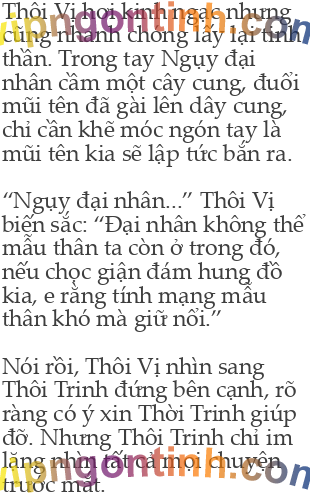 Thôi Vị hơi kinh ngạc nhưng
cũng nhanh chóng lấy lại tinh
thần. Trong tay Ngụy đại
nhân cầm một cây cung, đuổi
mũi tên đã gài lên dây cung,
chỉ cần khẽ móc ngón tay là
mũi tên kia sẽ lập tức bắn ra.
“Ngụy đại nhân...” Thôi Vị
biến sắc: “Đại nhân không thể
mẫu thân ta còn ở trong đó,
nếu chọc giận đám hung đồ
kia, e rằng tính mạng mẫu
thân khó mà giữ nổi.”
Nói rồi, Thôi Vị nhìn sang
Thôi Trinh đứng bên cạnh, rõ
ràng có ý xin Thời Trinh giúp
đỡ. Nhưng Thôi Trinh chỉ im
lặng nhìn tất cả mọi chuyện
trước mắt.
vipngontinh.com
vipngontinh.com